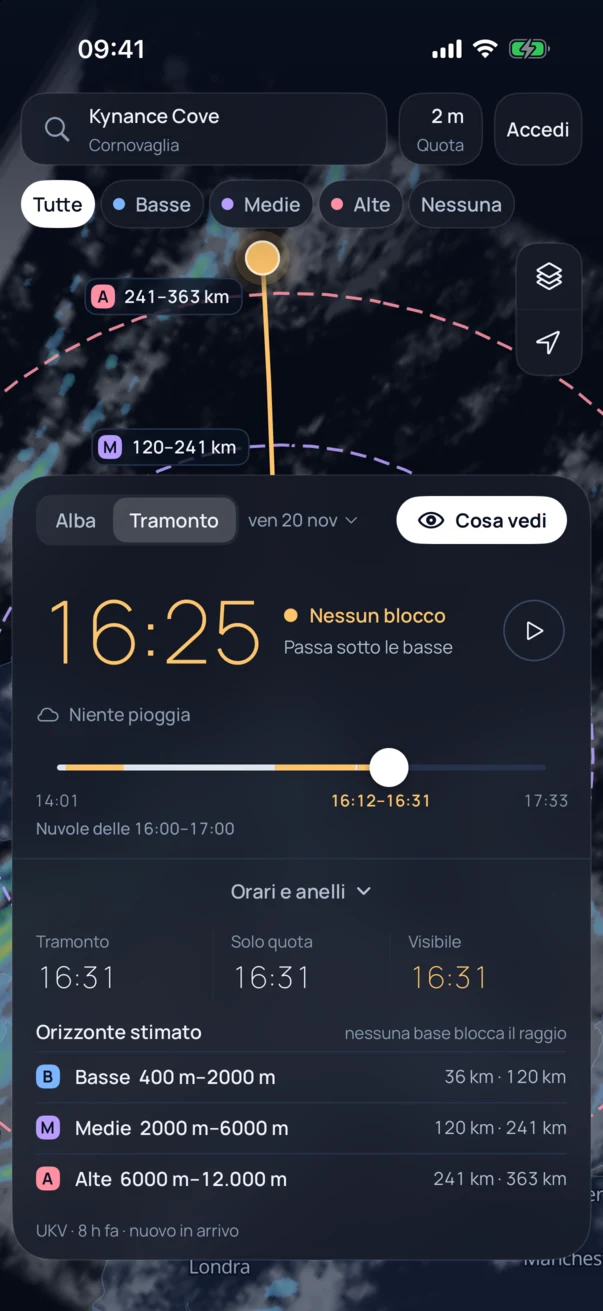 09:41
Kynance Cove
Cornovaglia
2 m
Quota
Accedi
Tutte
Basse
Medie
Alte
Nessuna
A 241–363 km
M 120–241 km
Alba
Tramonto
ven 20 nov
Cosa vedi
16:25
Nessun blocco
Passa sotto le basse
Niente pioggia
14:01
16:12–16:31
17:33
Nuvole delle 16:00–17:00
Orari e anelli
Tramonto
Solo quota
Visibile
16:31
16:31
16:31
Orizzonte stimato
nessuna base blocca il raggio
B Basse 400 m–2000 m
36 km · 120 km
M Medie 2000 m–6000 m
120 km · 241 km
A Alte 6000 m–12.000 m
241 km · 363 km
UKV · 8 h fa · nuovo in arrivo
Londra